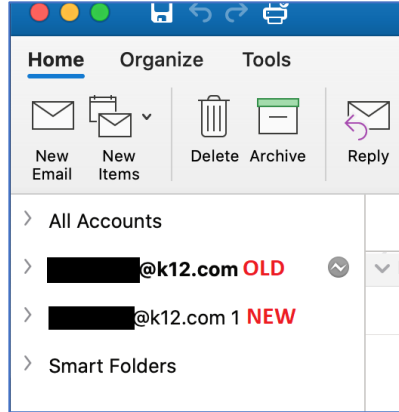 Home Organize Tools
New Email
New Items
Delete
Archive
Reply
All Accounts
@k12.com OLD
@k12.com 1 NEW
Smart Folders